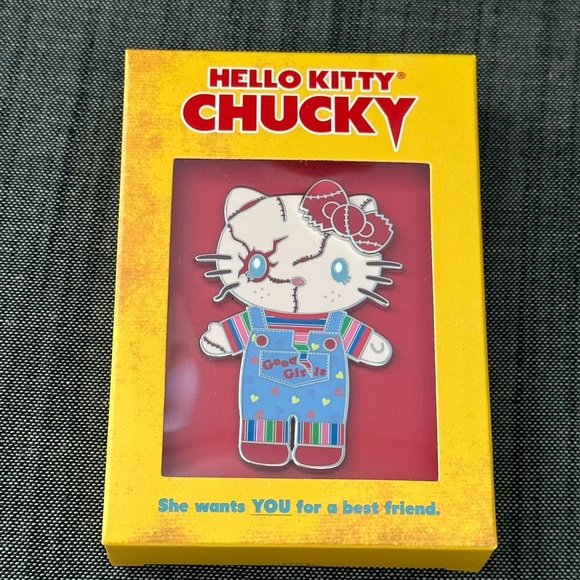 HELLO KITTY®
CHUCKY
Good
Girls
She wants YOU for a best friend.